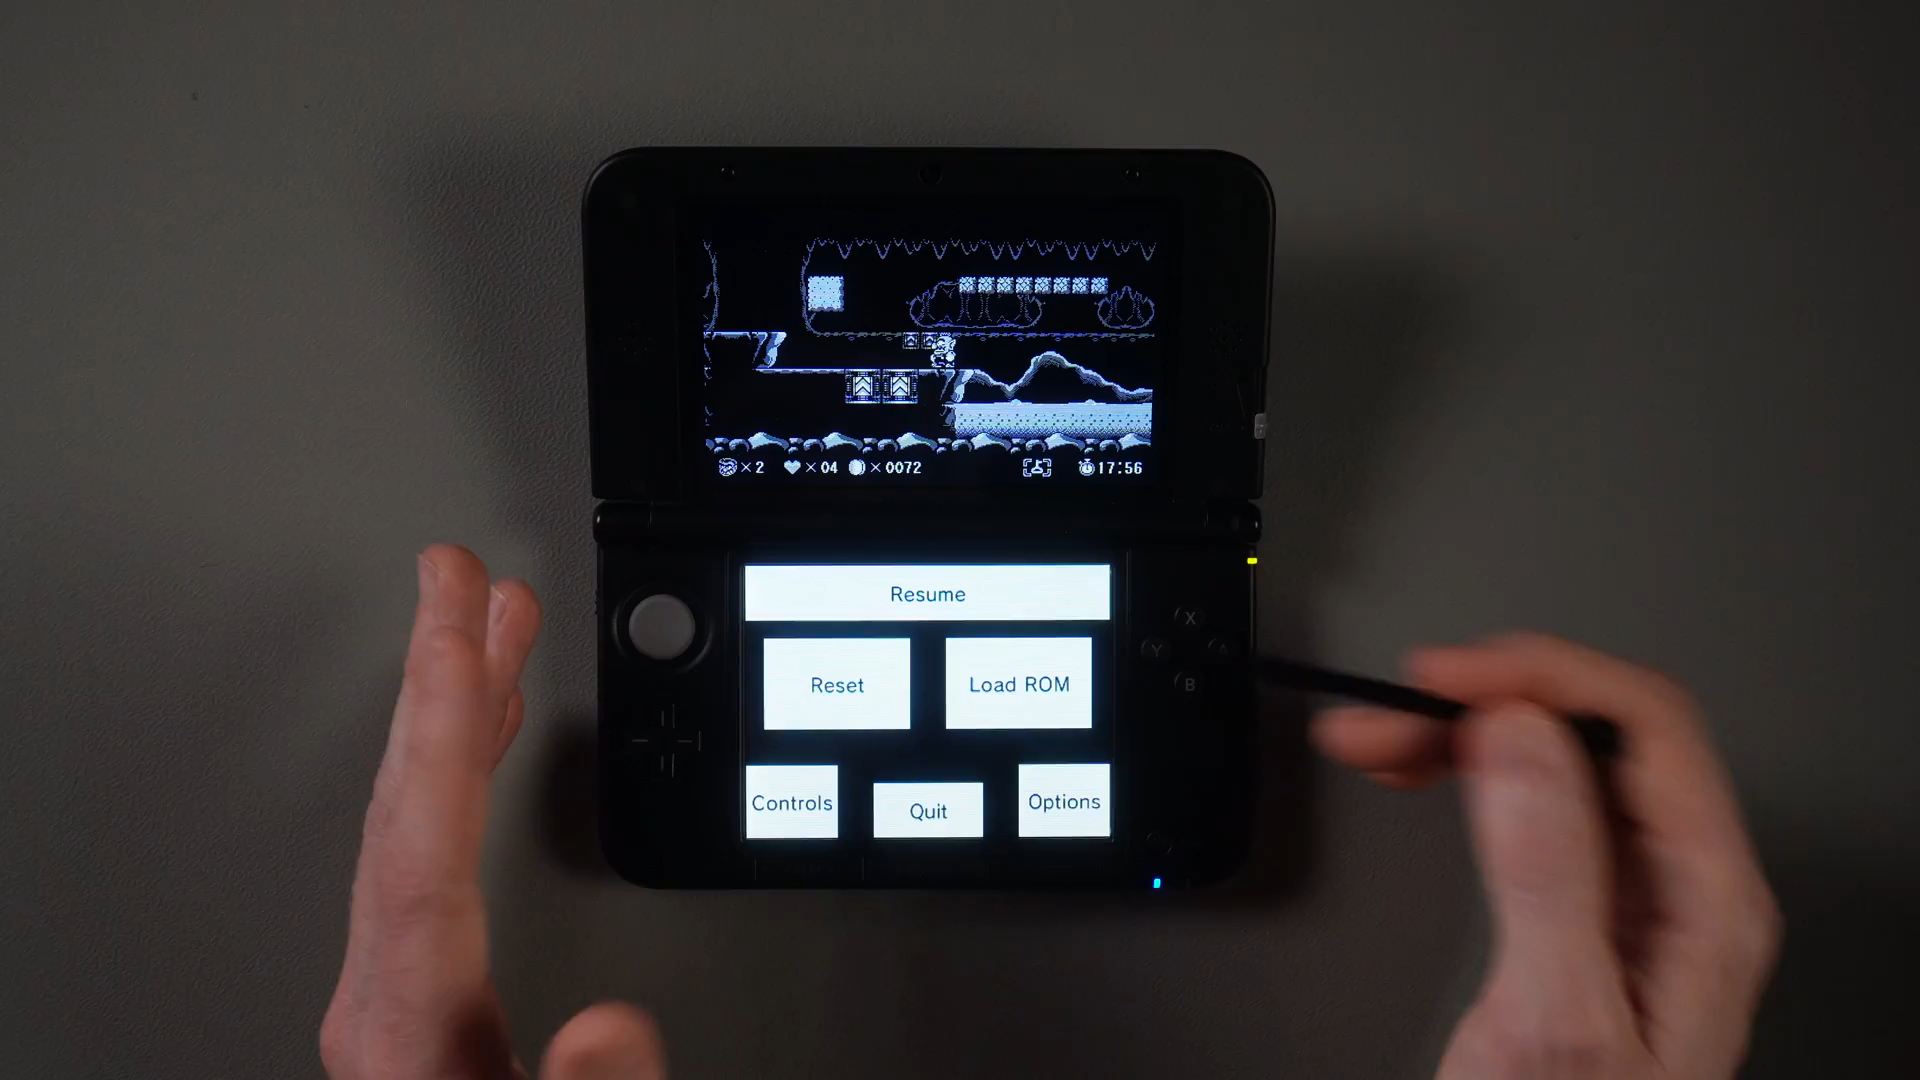 × 2 × 04 × 0072 17:56
Resume
Reset Load ROM
Controls Quit Options
X
Y A
B